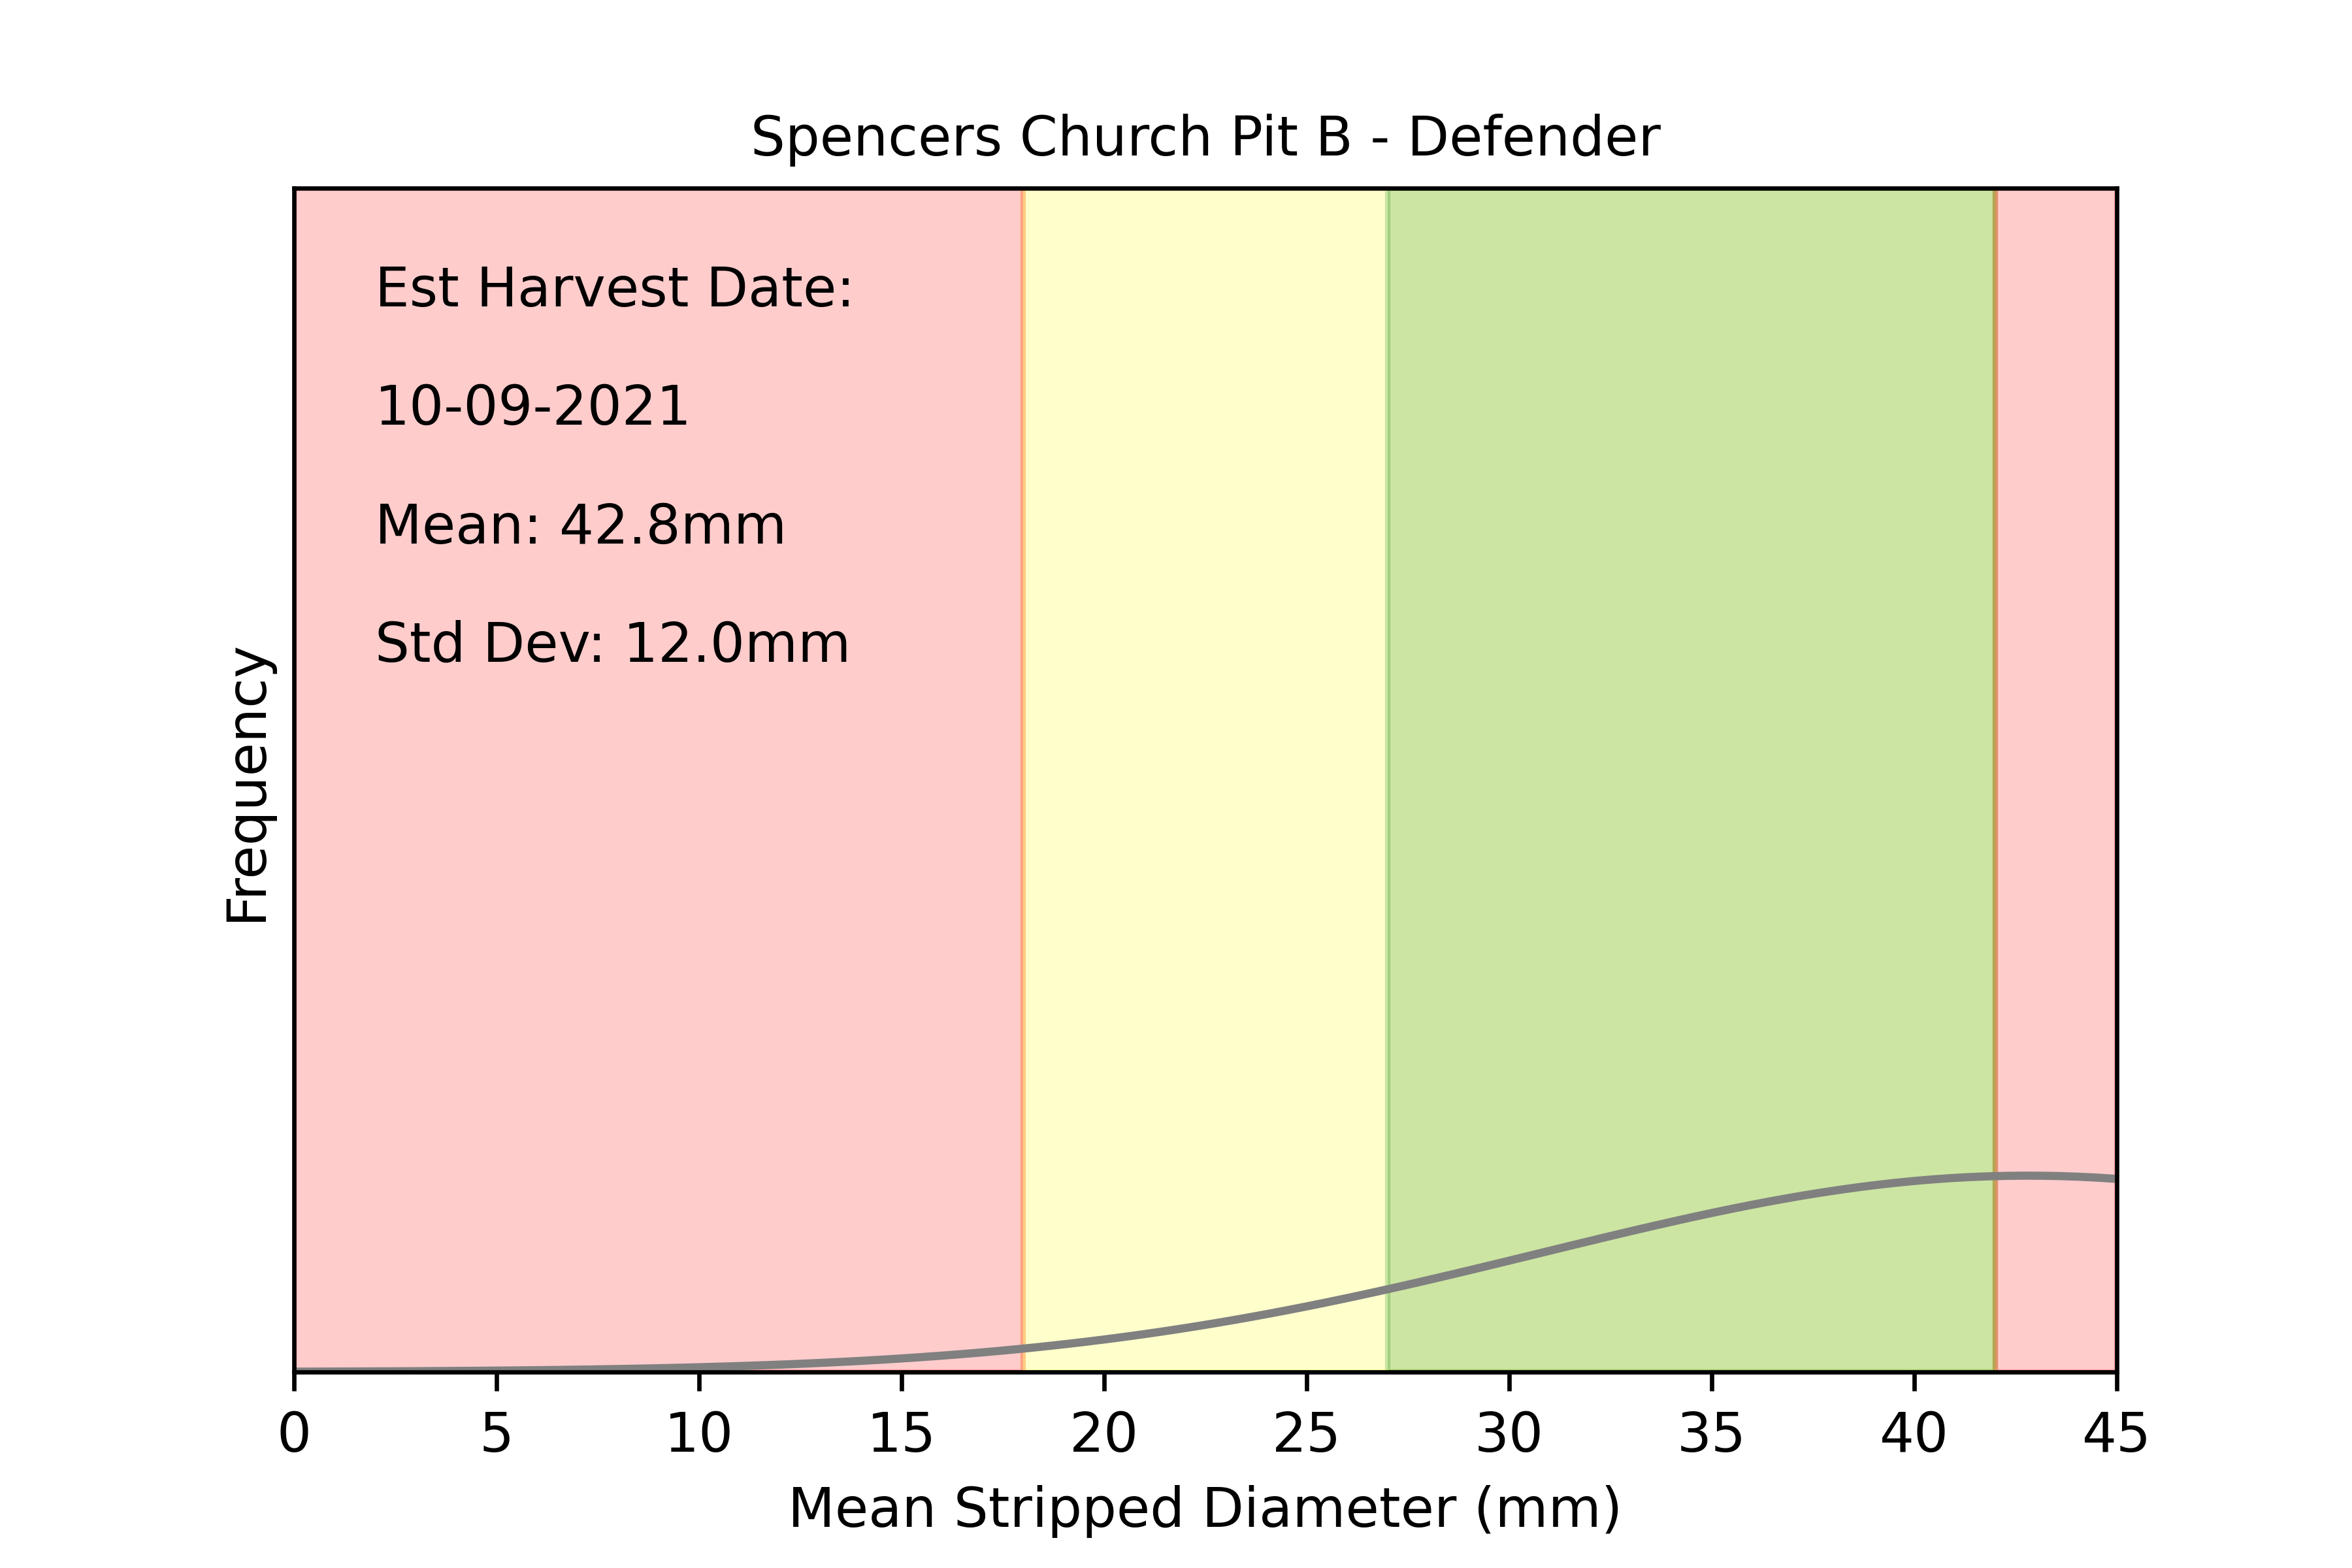 Spencers Church Pit B - Defender
Est Harvest Date:
10-09-2021
Mean: 42.8mm
Std Dev: 12.0mm
Frequency
0 5 10 15 20 25 30 35 40 45
Mean Stripped Diameter (mm)